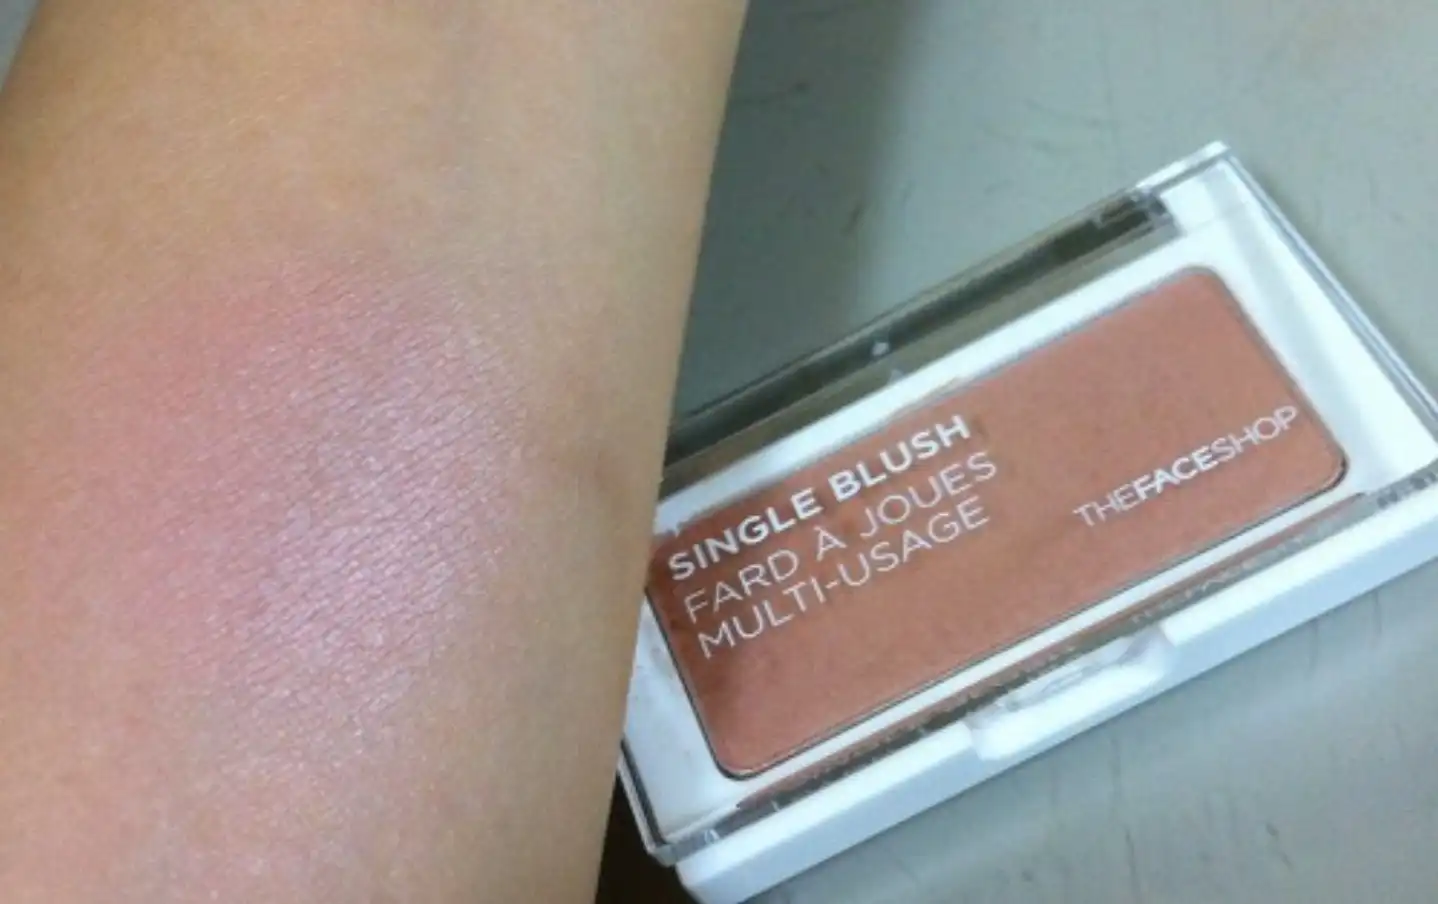 SINGLE BLUSH
FARD À JOUES
MULTI-USAGE
THEFACESHOP